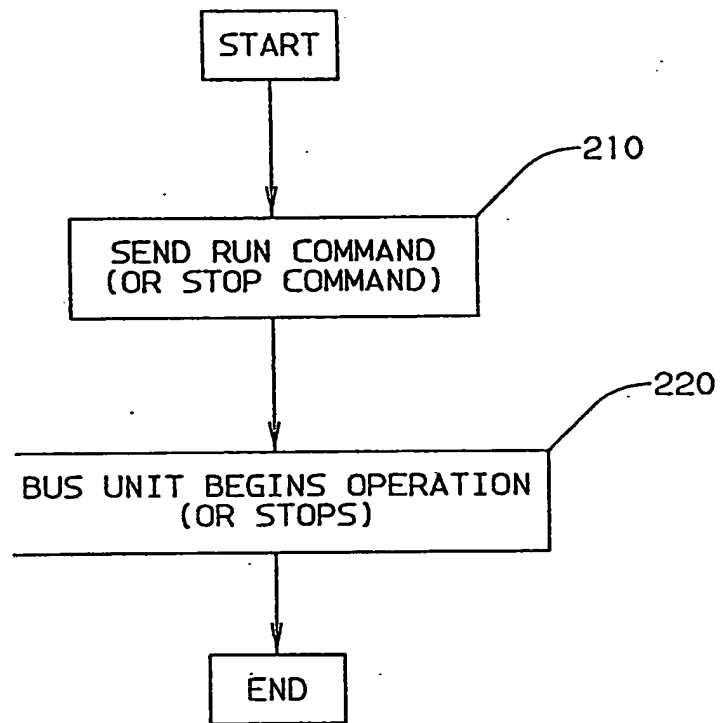 START
210
SEND RUN COMMAND
(OR STOP COMMAND)
220
BUS UNIT BEGINS OPERATION
(OR STOPS)
END